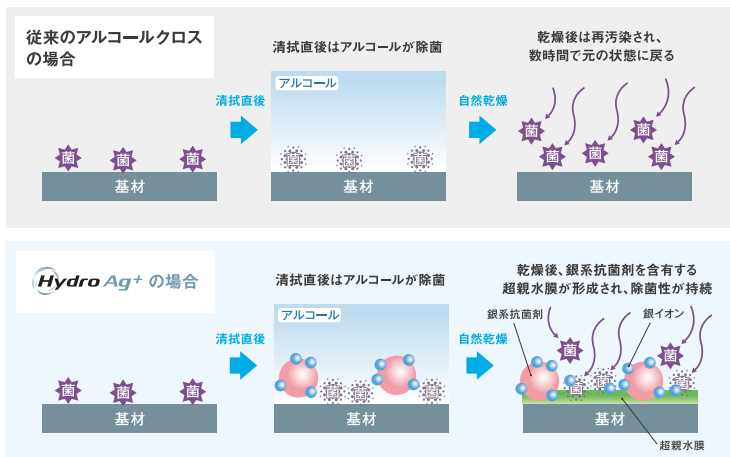 従来のアルコールクロス
の場合
清拭直後はアルコールが除菌
乾燥後は再汚染され、
数時間で元の状態に戻る
アルコール
清拭直後
自然乾燥
菌 菌 菌
菌 菌 菌
菌 菌 菌 菌 菌
基材
基材
基材
Hydro Ag+ の場合
清拭直後はアルコールが除菌
乾燥後、銀系抗菌剤を含有する
超親水膜が形成され、除菌性が持続
アルコール
銀系抗菌剤
銀イオン
清拭直後
自然乾燥
菌 菌 菌
菌 菌 菌
菌 菌 菌 菌 菌
基材
基材
基材
超親水膜